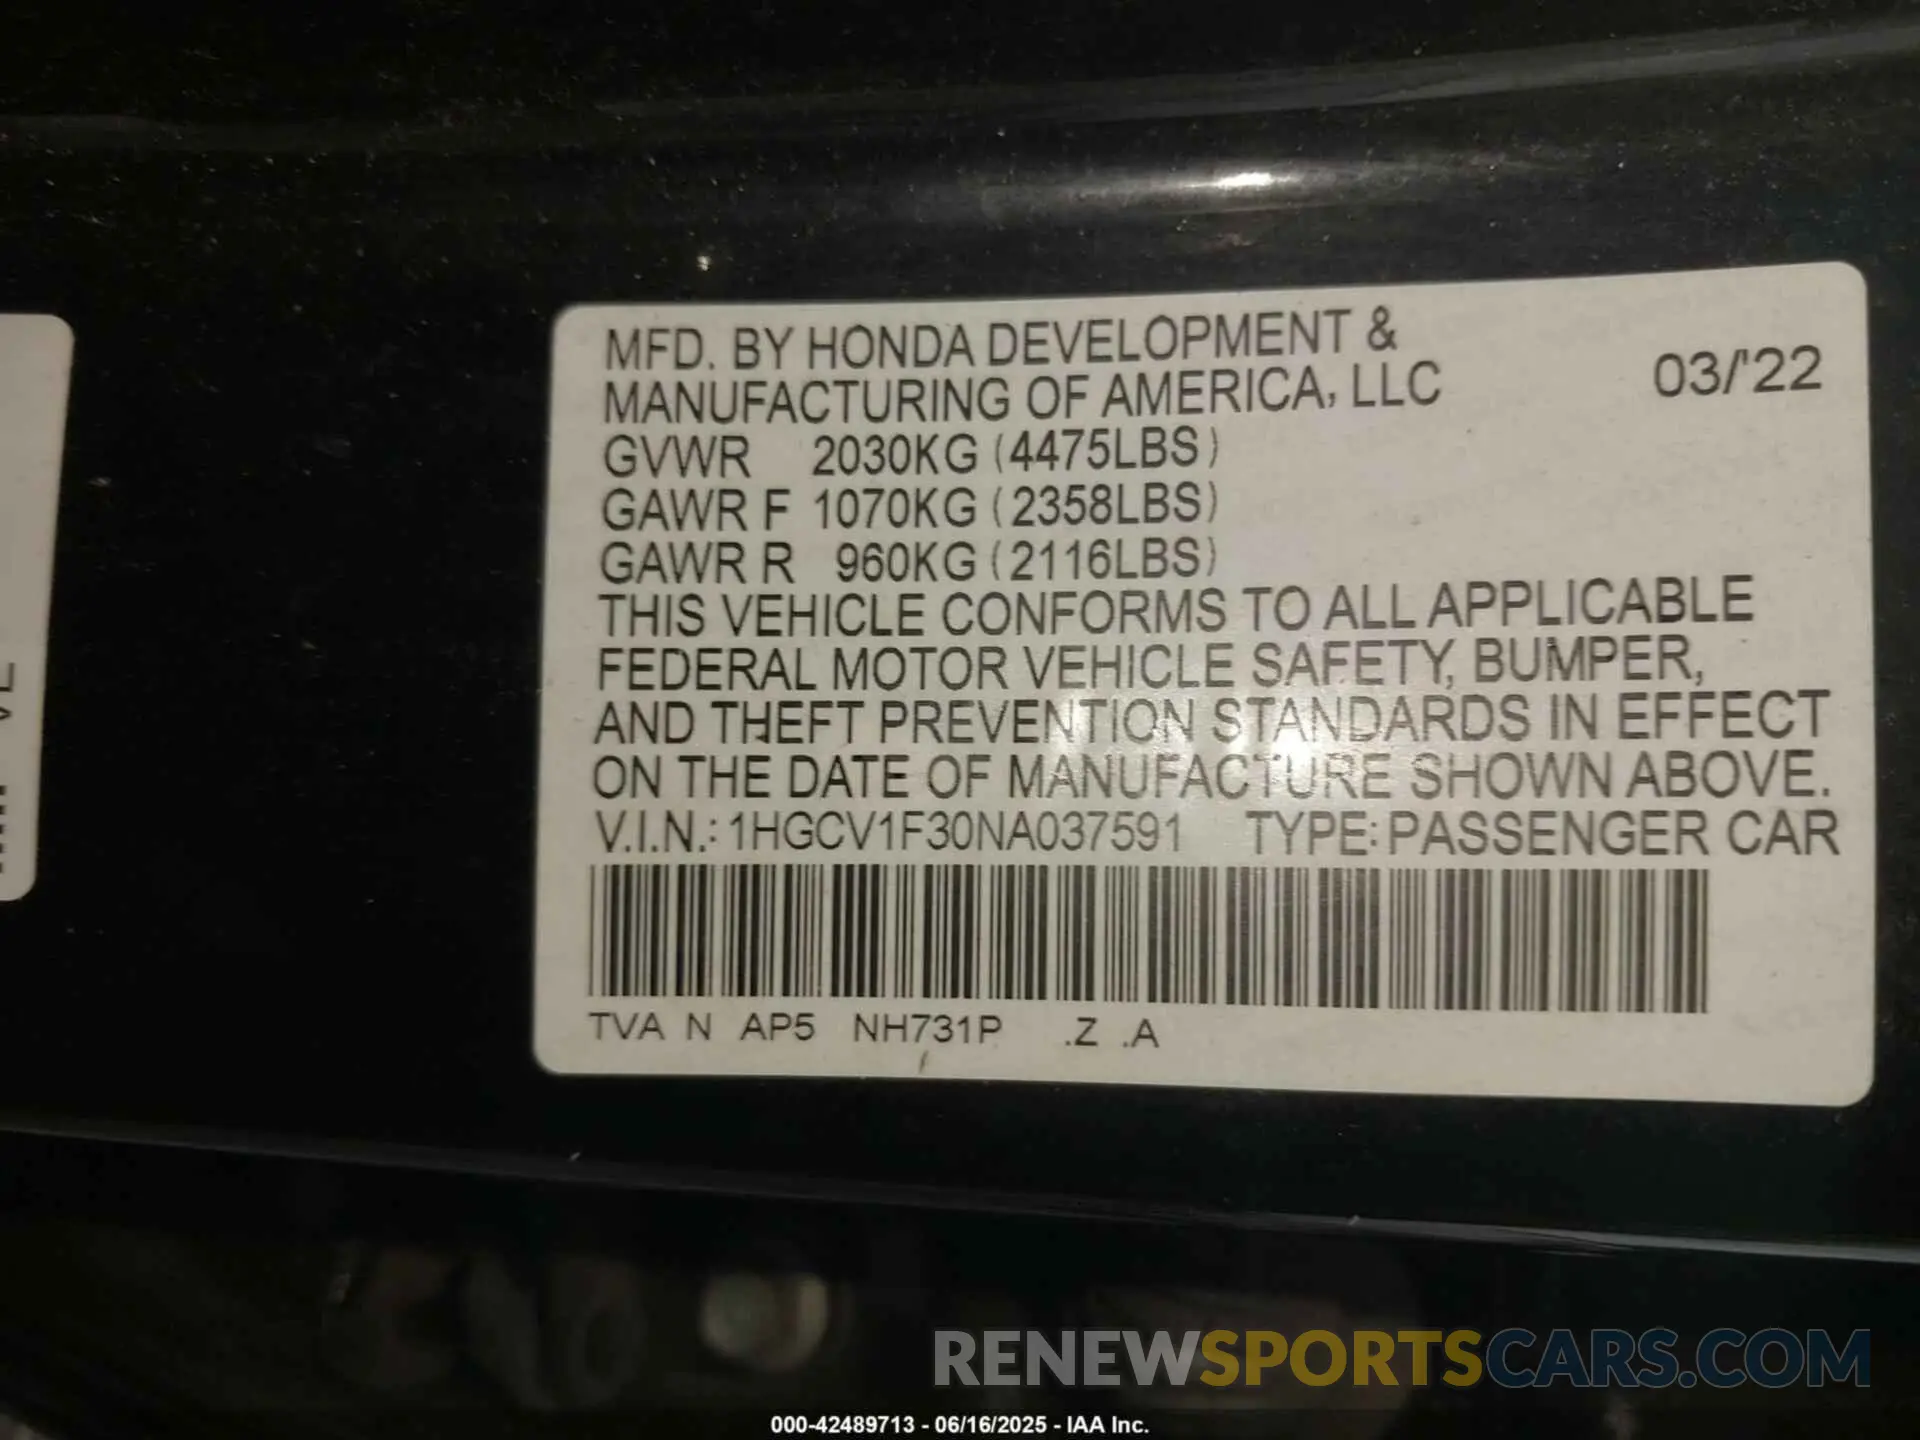 MFD. BY HONDA DEVELOPMENT &
MANUFACTURING OF AMERICA, LLC 03/'22
GVWR 2030KG (4475LBS)
GAWR F 1070KG (2358LBS)
GAWR R 960KG (2116LBS)
THIS VEHICLE CONFORMS TO ALL APPLICABLE
FEDERAL MOTOR VEHICLE SAFETY, BUMPER,
AND THEFT PREVENTION STANDARDS IN EFFECT
ON THE DATE OF MANUFACTURE SHOWN ABOVE.
V.I.N.: 1HGCV1F30NA037591 TYPE: PASSENGER CAR
TVA N AP5 NH731P .Z .A
RENEWSPORTSCARS.COM
000-42489713 - 06/16/2025 - IAA Inc.